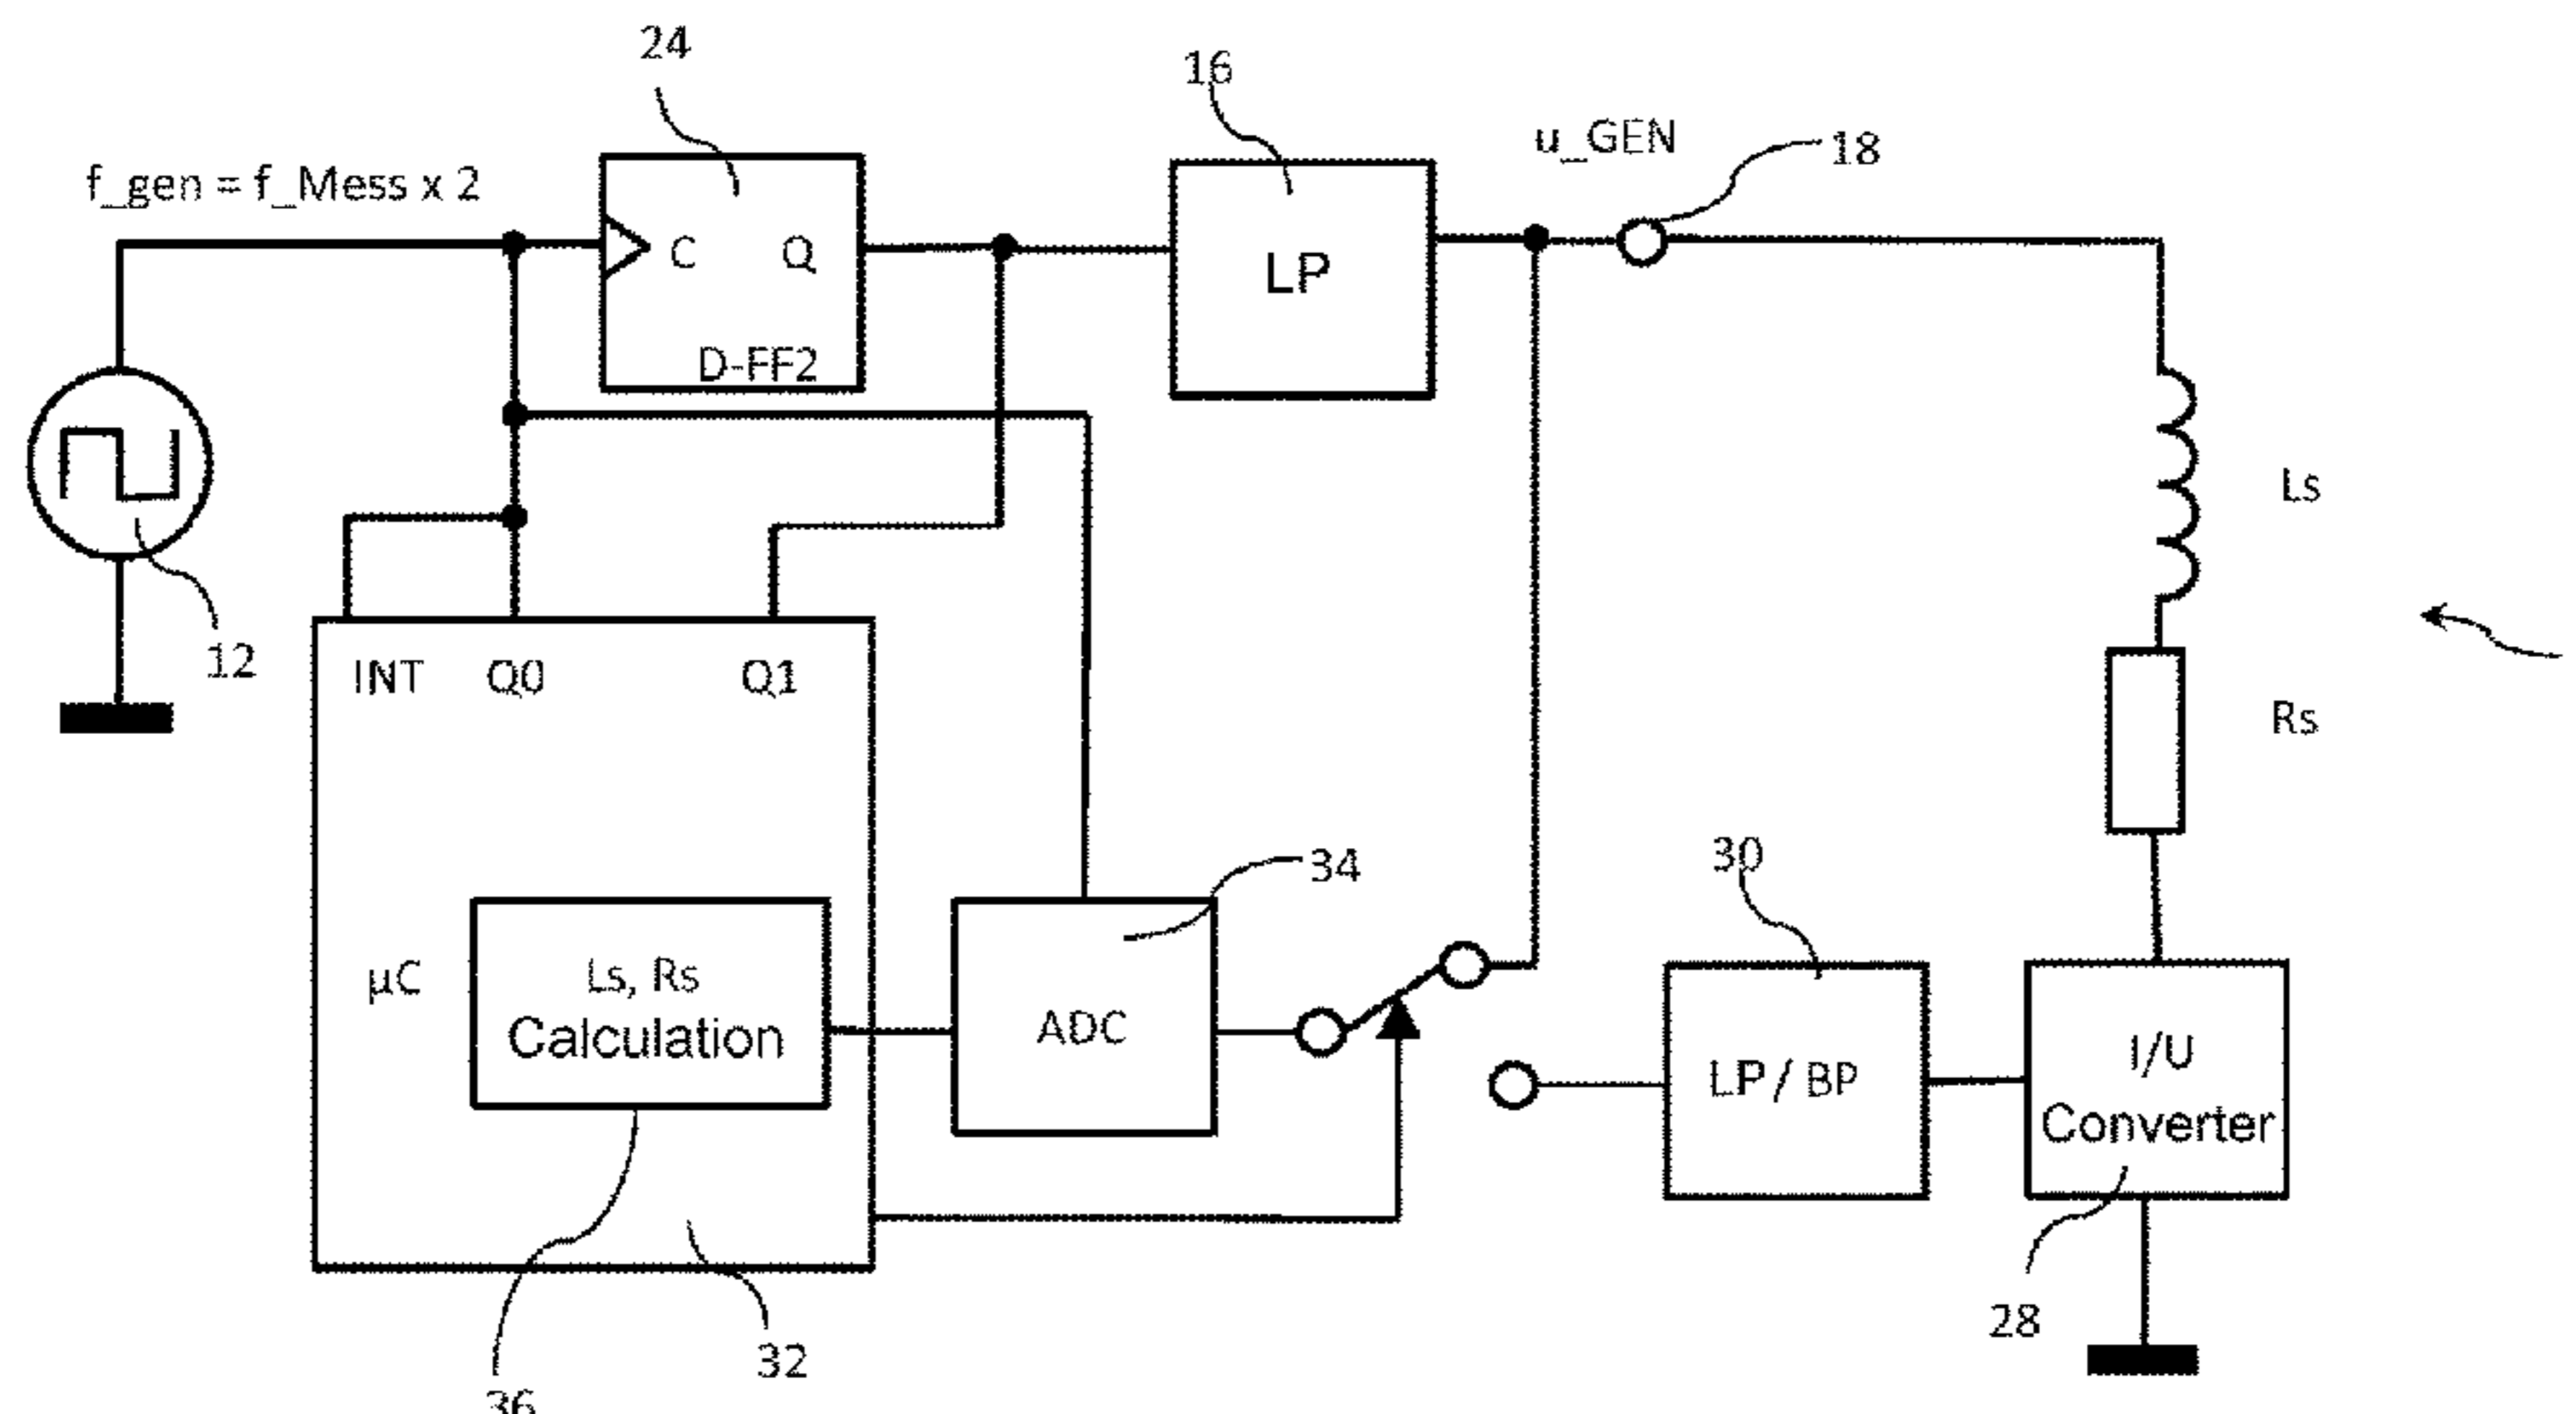 24
16
u_GEN
18
f_gen = f_Mess x 2
C
Q
LP
D-FF2
12
INT
Q0
Q1
Ls
Rs
30
34
µC
Ls, Rs
Calculation
ADC
LP / BP
I/U
Converter
28
32
36